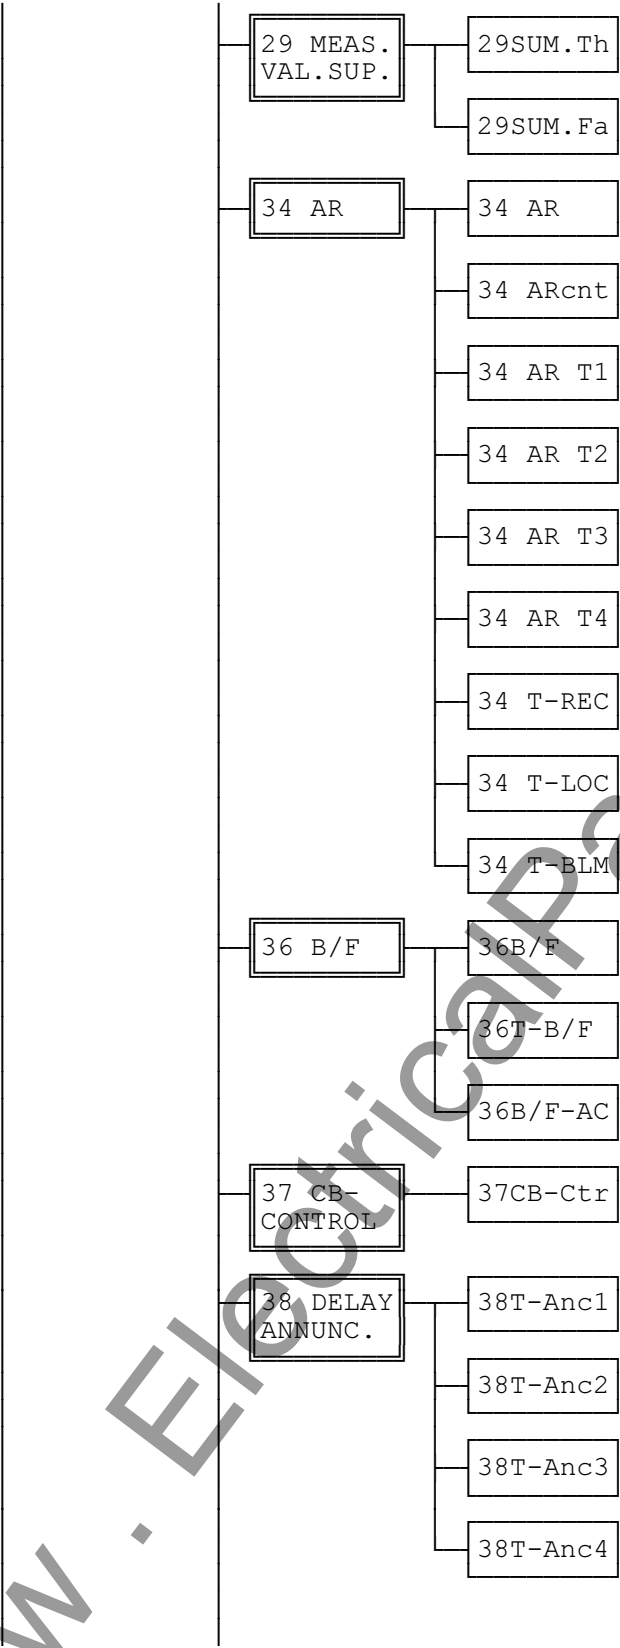 29 MEAS.
VAL.SUP.
29SUM.Th
29SUM.Fa
34 AR
34 AR
34 ARcnt
34 AR T1
34 AR T2
34 AR T3
34 AR T4
34 T-REC
34 T-LOC
34 T-BLM
36 B/F
36B/F
36T-B/F
36B/F-AC
37 CB-
CONTROL
37CB-Ctr
38 DELAY
ANNUNC.
38T-Anc1
38T-Anc2
38T-Anc3
38T-Anc4
w . ElectricalPa